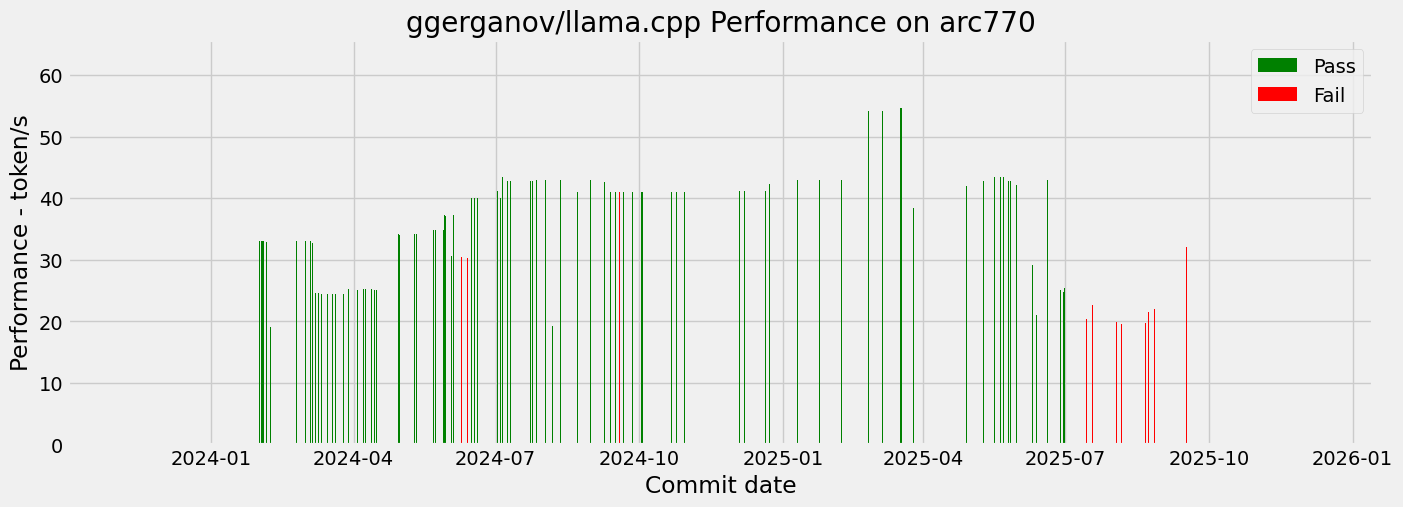 ggerganov/llama.cpp Performance on arc770
Performance - token/s
60
50
40
30
20
10
0
Pass
Fail
2024-01 2024-04 2024-07 2024-10 2025-01 2025-04 2025-07 2025-10 2026-01
Commit date